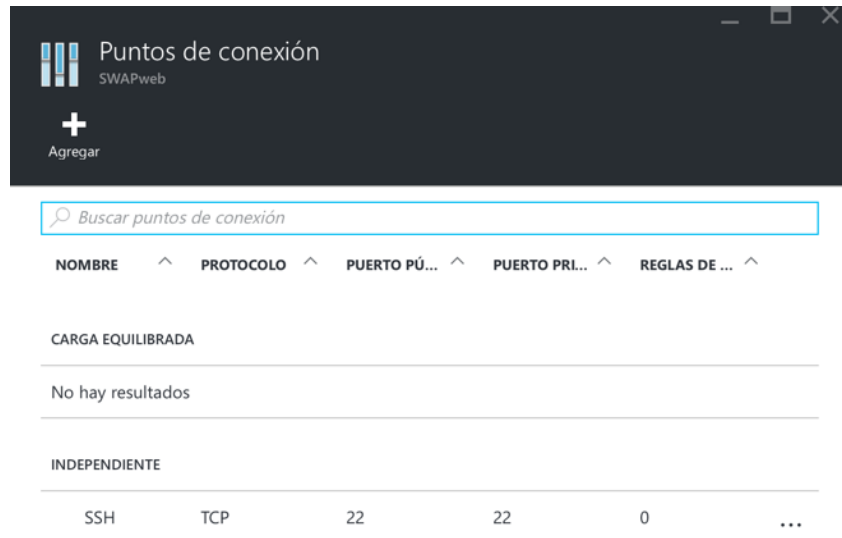 Puntos de conexión
SWAPweb
Agregar
Buscar puntos de conexión
NOMBRE PROTOCOLO PUERTO PÚ... PUERTO PRI... REGLAS DE ...
CARGA EQUILIBRADA
No hay resultados
INDEPENDIENTE
SSH TCP 22 22 0 ...